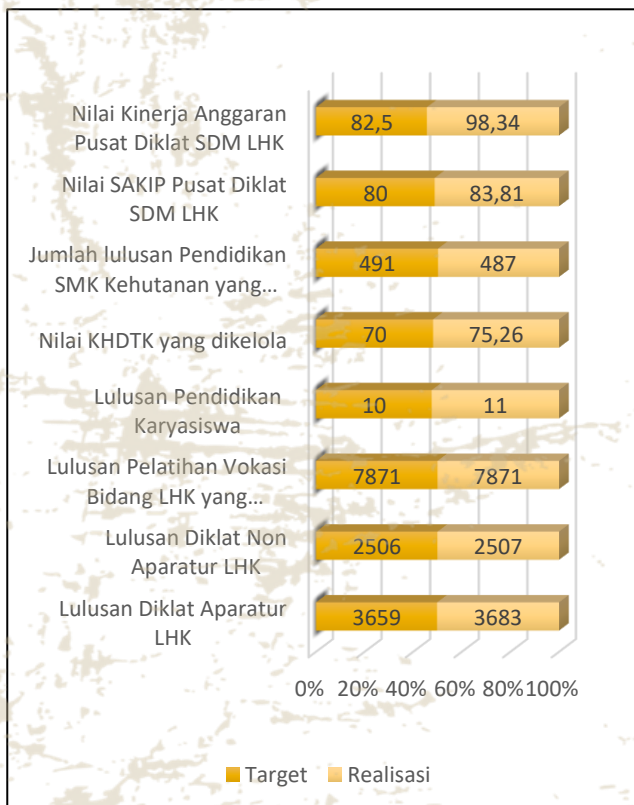 Nilai Kinerja Anggaran
Pusat Diklat SDM LHK
82,5 98,34
Nilai SAKIP Pusat Diklat
SDM LHK
80 83,81
Jumlah lulusan Pendidikan
SMK Kehutanan yang...
491 487
Nilai KHDTK yang dikelola
70 75,26
Lulusan Pendidikan
Karyasiswa
10 11
Lulusan Pelatihan Vokasi
Bidang LHK yang...
7871 7871
Lulusan Diklat Non
Aparatur LHK
2506 2507
Lulusan Diklat Aparatur
LHK
3659 3683
0% 20% 40% 60% 80% 100%
Target Realisasi